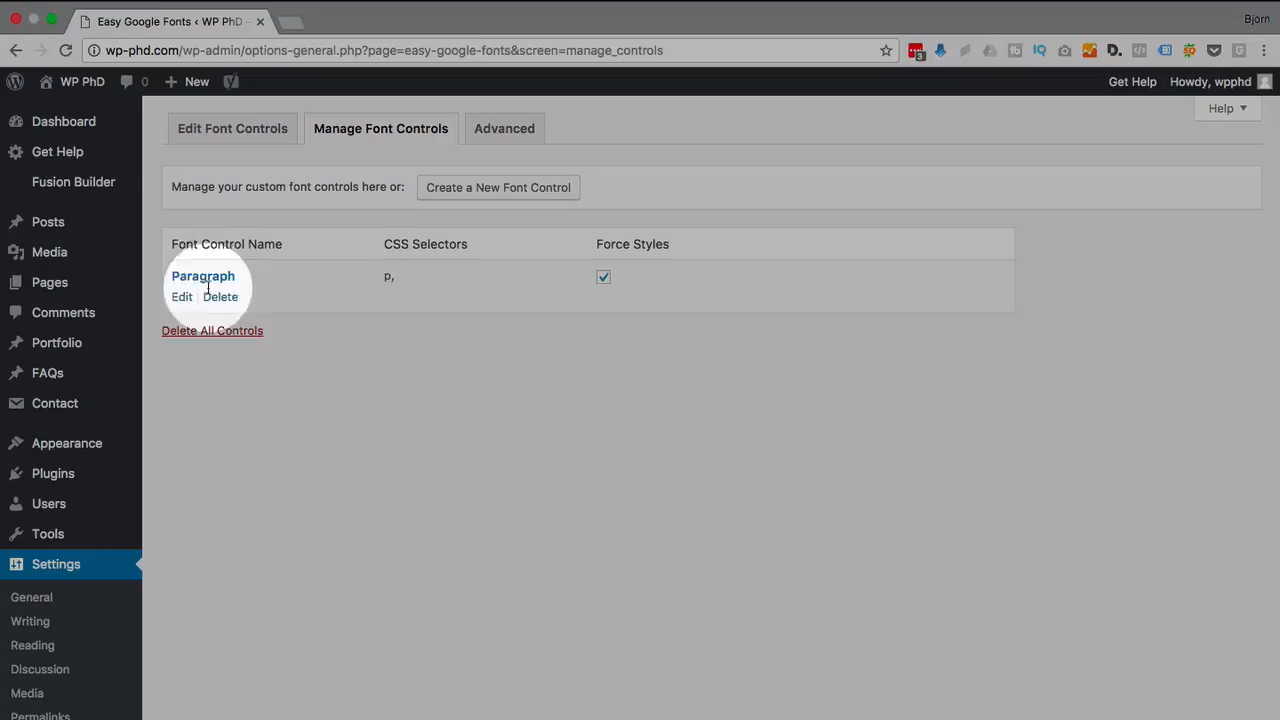 Easy Google Fonts ‹ WP PhD –
Bjorn
wp-phd.com/wp-admin/options-general.php?page=easy-google-fonts&screen=manage_controls
3
IQ
D.
G
WP PhD
0
New
Get Help
Howdy, wpphd
Help
Dashboard
Get Help
Fusion Builder
Posts
Media
Pages
Comments
Portfolio
FAQs
Contact
Appearance
Plugins
Users
Tools
Settings
General
Writing
Reading
Discussion
Media
Permalinks
Edit Font Controls
Manage Font Controls
Advanced
Manage your custom font controls here or:
Create a New Font Control
Font Control Name
CSS Selectors
Force Styles
Paragraph
p,
Edit | Delete
Delete All Controls